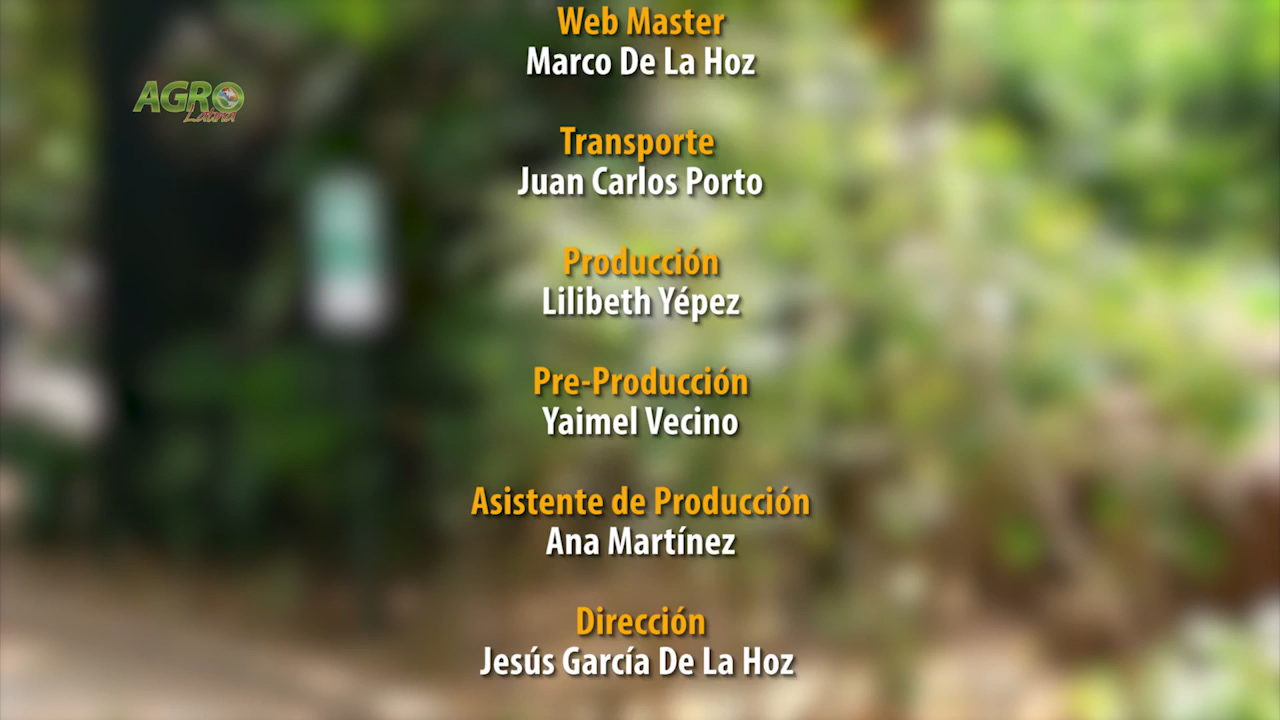 Web Master
Marco De La Hoz
AGRO
Latina
Transporte
Juan Carlos Porto
Producción
Lilibeth Yépez
Pre-Producción
Yaimel Vecino
Asistente de Producción
Ana Martínez
Dirección
Jesús García De La Hoz